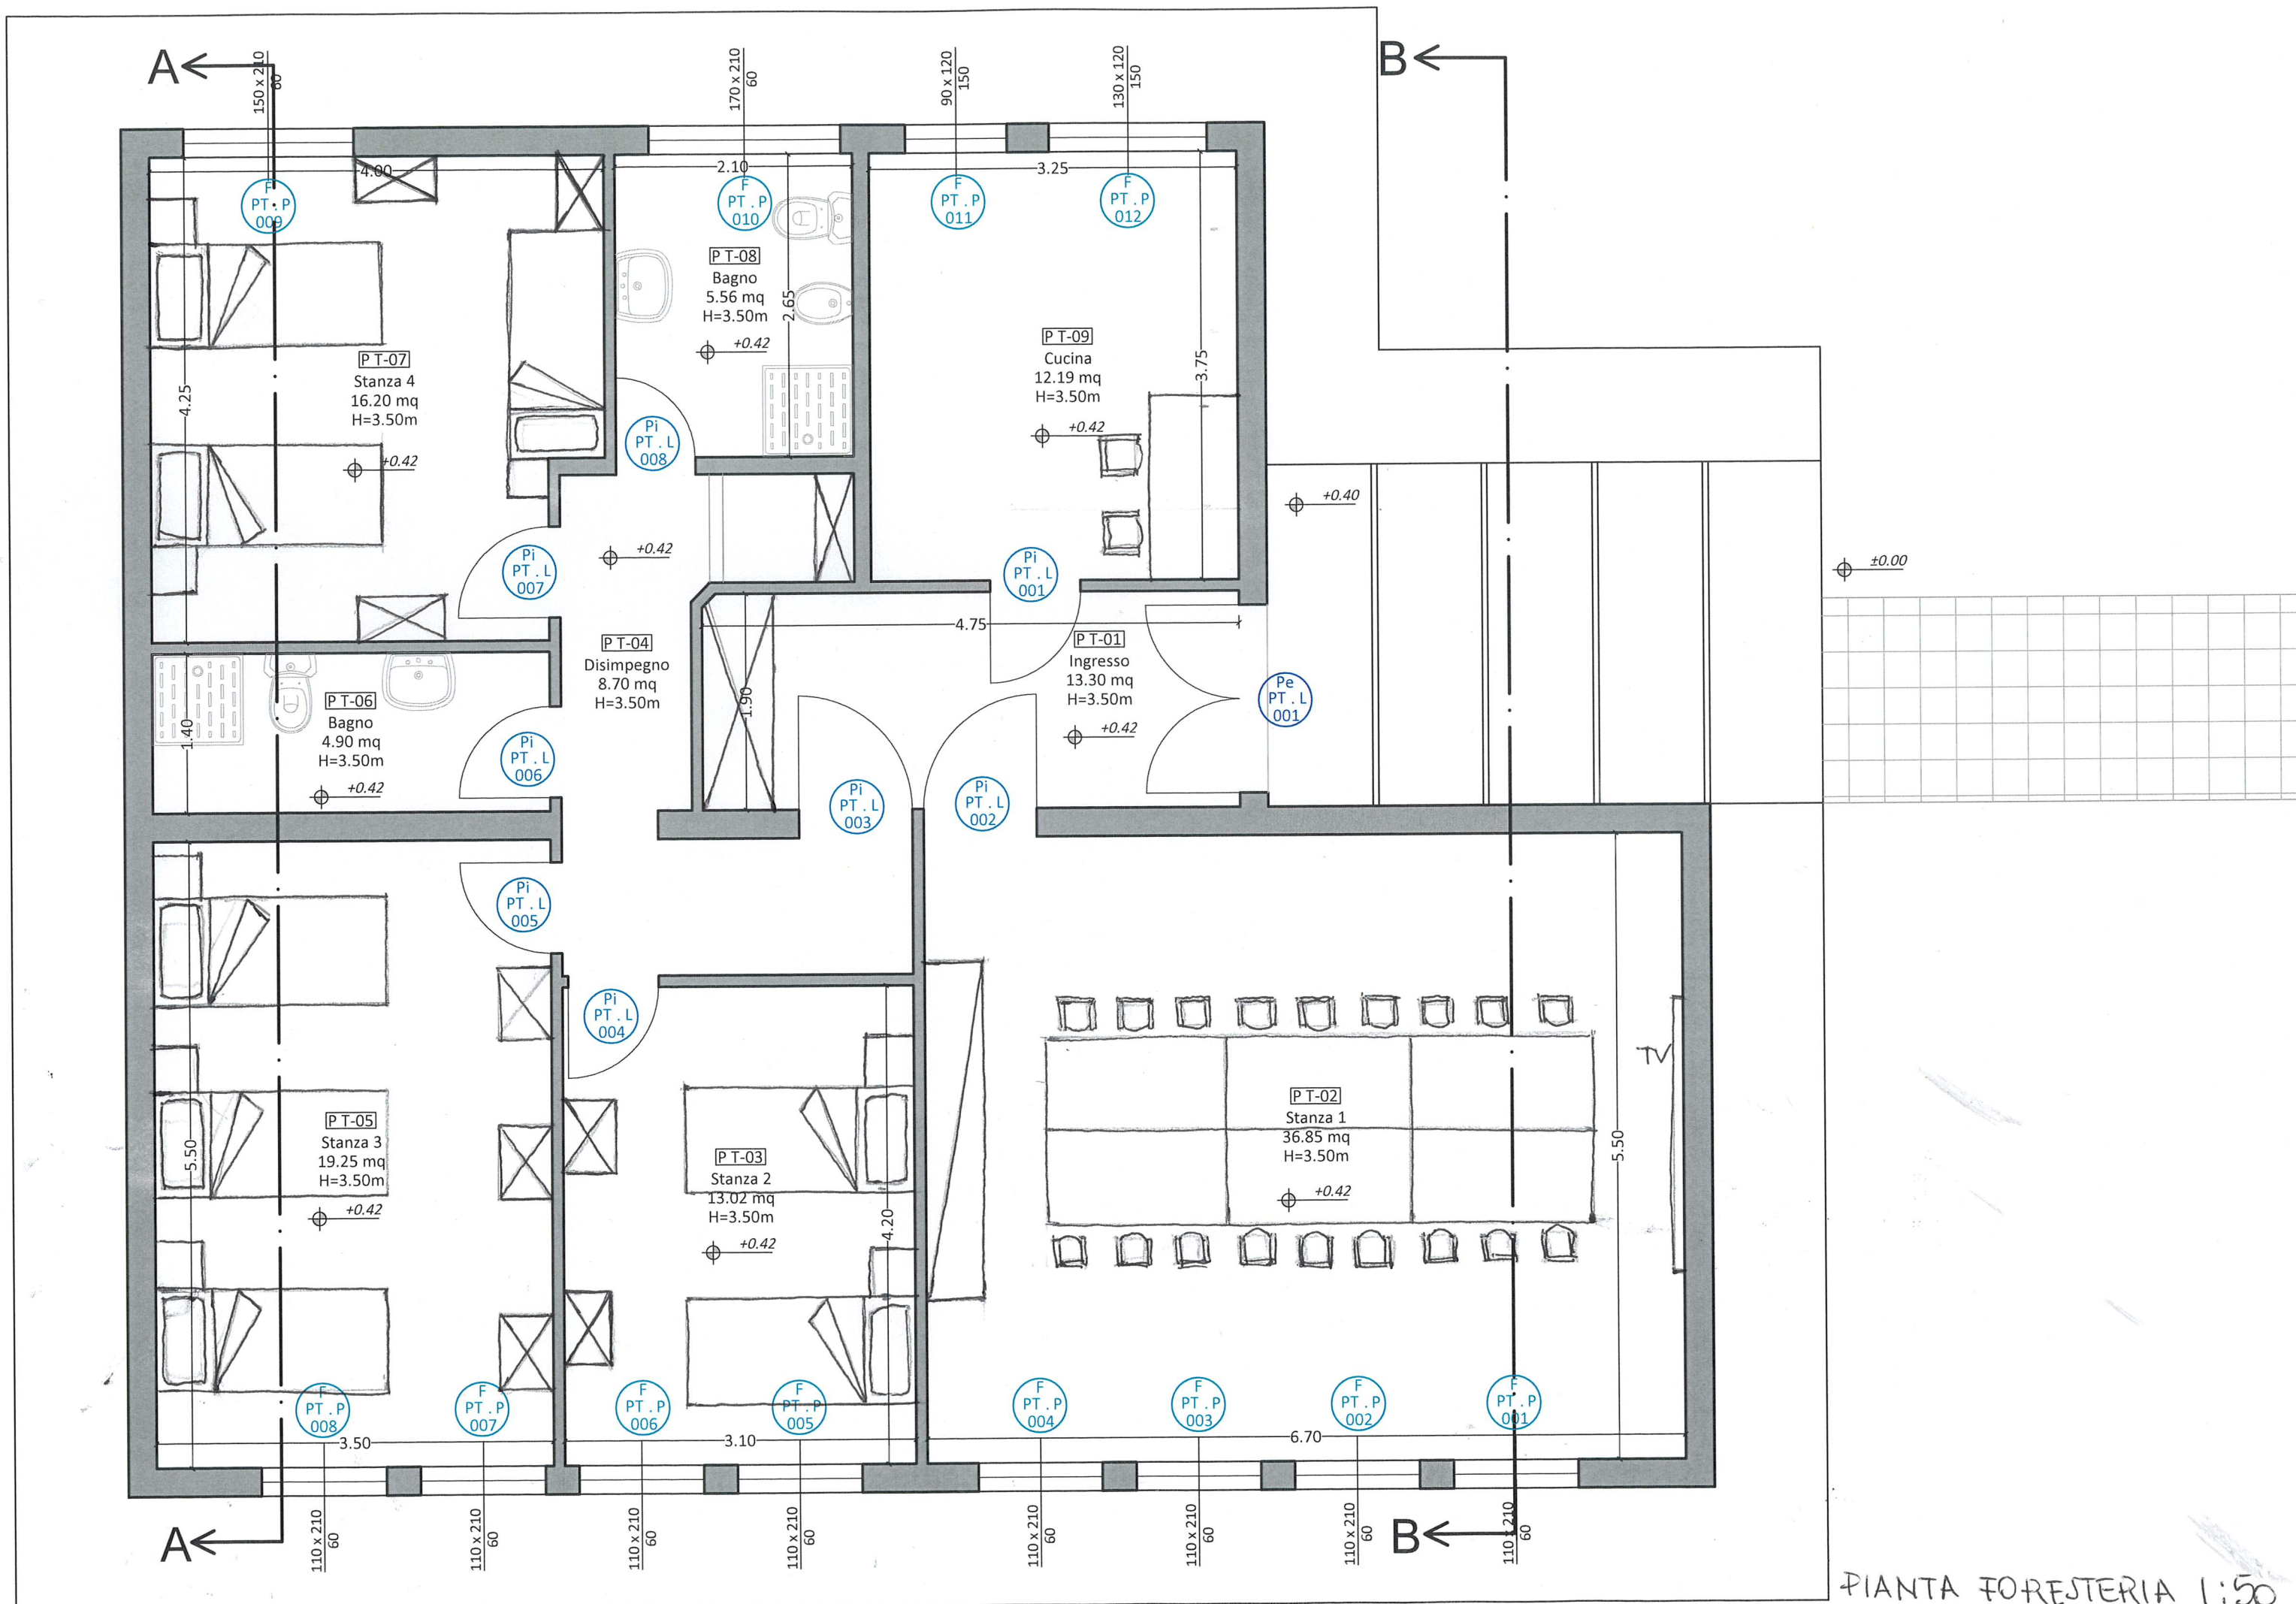 A
B
150 x 210
60
170 x 210
60
90 x 120
150
130 x 120
150
4.00
2.10
3.25
F
PT . P
009
F
PT . P
010
F
PT . P
011
F
PT . P
012
P T-08
Bagno
5.56 mq
H=3.50m
+0.42
2.65
P T-09
Cucina
12.19 mq
H=3.50m
+0.42
3.75
P T-07
Stanza 4
16.20 mq
H=3.50m
+0.42
4.25
Pi
PT . L
008
+0.40
Pi
PT . L
007
+0.42
Pi
PT . L
001
±0.00
4.75
P T-04
Disimpegno
8.70 mq
H=3.50m
P T-01
Ingresso
13.30 mq
H=3.50m
+0.42
1.90
Pe
PT . L
001
P T-06
Bagno
4.90 mq
H=3.50m
+0.42
1.40
Pi
PT . L
006
Pi
PT . L
003
Pi
PT . L
002
Pi
PT . L
005
Pi
PT . L
004
TV
P T-05
Stanza 3
19.25 mq
H=3.50m
+0.42
5.50
P T-03
Stanza 2
13.02 mq
H=3.50m
+0.42
4.20
P T-02
Stanza 1
36.85 mq
H=3.50m
+0.42
5.50
F
PT . P
008
F
PT . P
007
F
PT . P
006
F
PT . P
005
F
PT . P
004
F
PT . P
003
F
PT . P
002
F
PT . P
001
3.50
3.10
6.70
110 x 210
60
110 x 210
60
110 x 210
60
110 x 210
60
110 x 210
60
110 x 210
60
110 x 210
60
110 x 210
60
A
B
PIANTA FORESTERIA 1:50